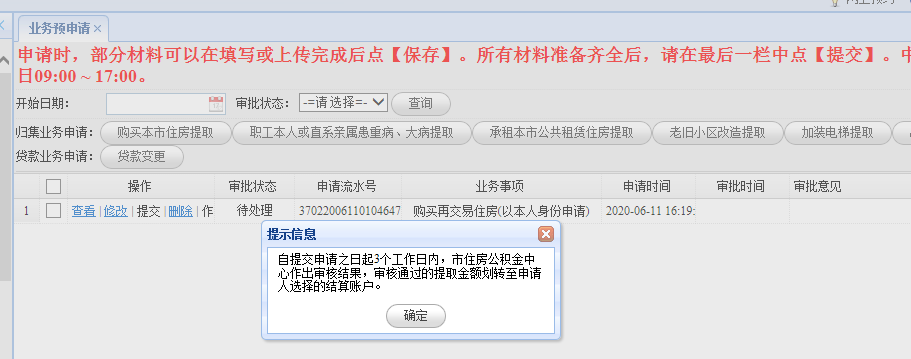 业务预申请
申请时，部分材料可以在填写或上传完成后点【保存】。所有材料准备齐全后，请在最后一栏中点【提交】。
日09:00 ~ 17:00。
开始日期： 审批状态： -=请选择=- 查询
归集业务申请： 购买本市住房提取 职工本人或直系亲属患重病、大病提取 承租本市公共租赁住房提取 老旧小区改造提取 加装电梯提取
贷款业务申请： 贷款变更
操作 审批状态 申请流水号 业务事项 申请时间 审批时间 审批意见
1 查看 | 修改 | 提交 | 删除 | 作 待处理 37022006110104647 购买再交易住房(以本人身份申请) 2020-06-11 16:19:
提示信息
自提交申请之日起3个工作日内，市住房公积金中
心作出审核结果，审核通过的提取金额划转至申请
人选择的结算账户。
确定